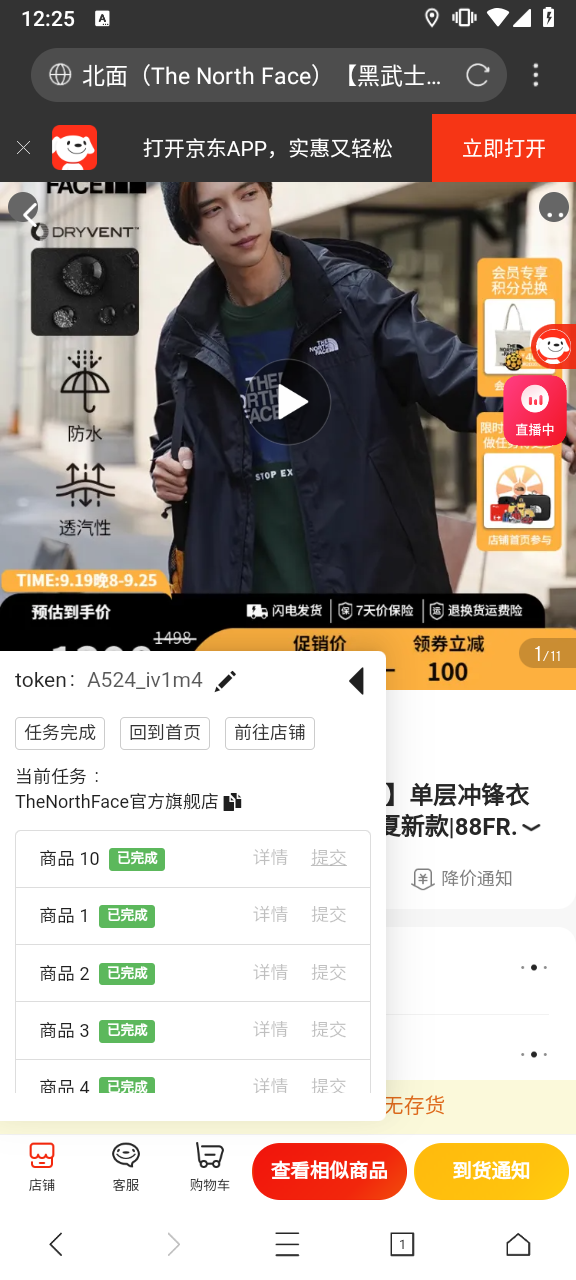 12:25
A
北面（The North Face）【黑武士...
打开京东APP，实惠又轻松
立即打开
FACE
DRYVENT
防水
透汽性
THE NORTH FACE
STOP EX
会员专享
积分兑换
直播中
店铺首页参与
TIME:9.19晚8-9.25
预估到手价
闪电发货
7天价保险
退换货运费险
1498
促销价
领券立减
100
1/11
token：A524_iv1m4
任务完成
回到首页
前往店铺
当前任务：
TheNorthFace官方旗舰店
】单层冲锋衣
夏新款|88FR.
降价通知
商品 10 已完成 详情 提交
商品 1 已完成 详情 提交
商品 2 已完成 详情 提交
商品 3 已完成 详情 提交
商品 4 已完成 详情 提交
无存货
店铺
客服
购物车
查看相似商品
到货通知
1